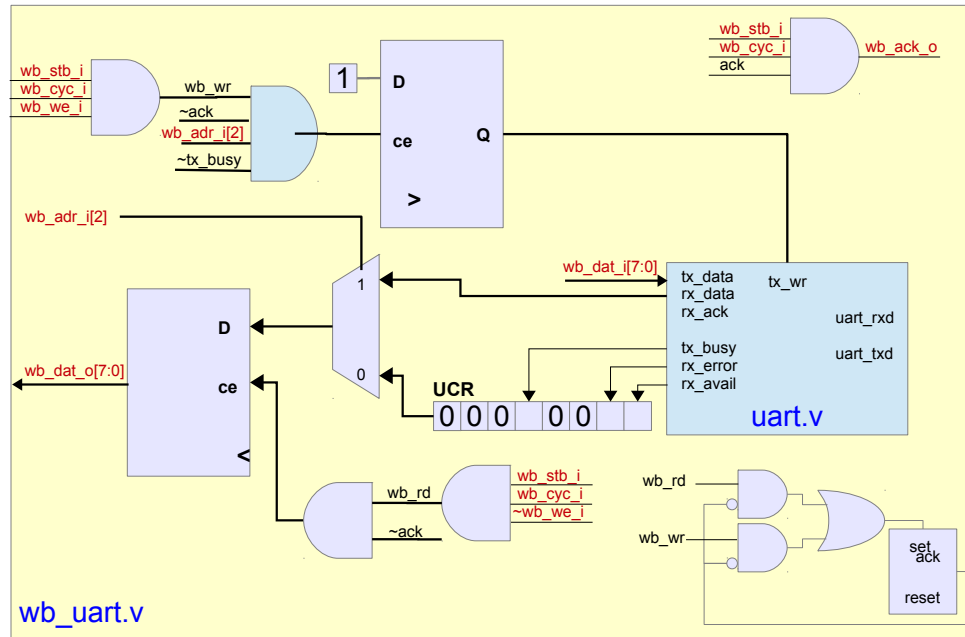 wb_stb_i
wb_cyc_i
wb_we_i
wb_wr
~ack
wb_adr_i[2]
~tx_busy
1
D
ce
Q
>
wb_stb_i
wb_cyc_i
ack
wb_ack_o
wb_adr_i[2]
1
0
wb_dat_i[7:0]
tx_data
rx_data
rx_ack
tx_busy
rx_error
rx_avail
tx_wr
uart_rxd
uart_txd
uart.v
D
ce
<
wb_dat_o[7:0]
UCR
0 0 0 0 0
wb_rd
~ack
wb_stb_i
wb_cyc_i
~wb_we_i
wb_rd
wb_wr
set
ack
reset
wb_uart.v